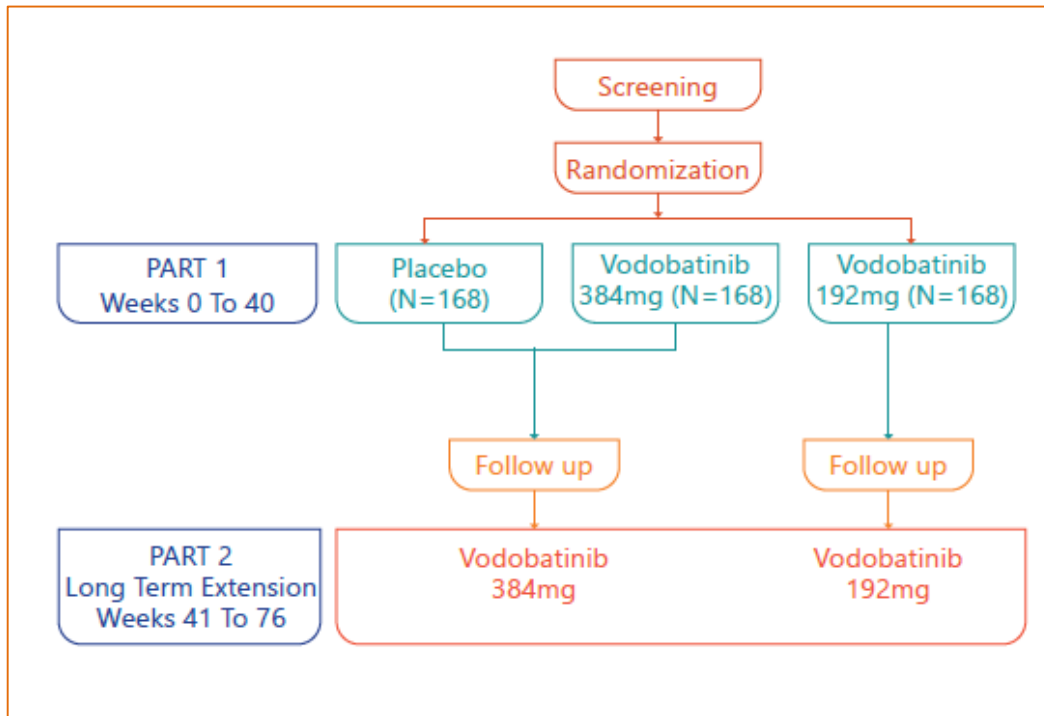 Screening
Randomization
PART 1
Weeks 0 To 40
Placebo
(N=168)
Vodobatinib
384mg (N=168)
Vodobatinib
192mg (N=168)
Follow up
Follow up
PART 2
Long Term Extension
Weeks 41 To 76
Vodobatinib
384mg
Vodobatinib
192mg